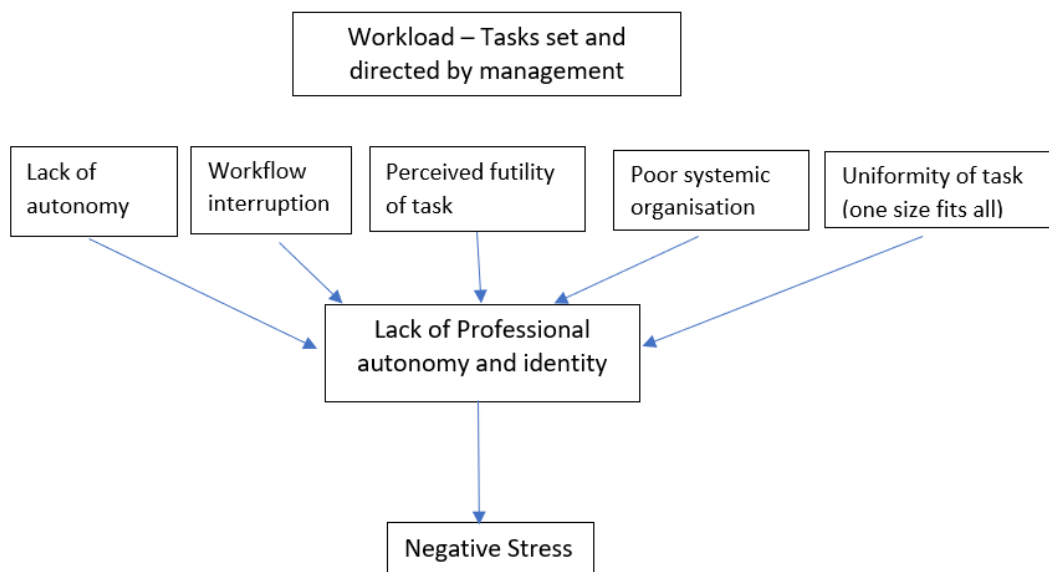 Workload – Tasks set and
directed by management
Lack of
autonomy
Workflow
interruption
Perceived futility
of task
Poor systemic
organisation
Uniformity of task
(one size fits all)
Lack of Professional
autonomy and identity
Negative Stress